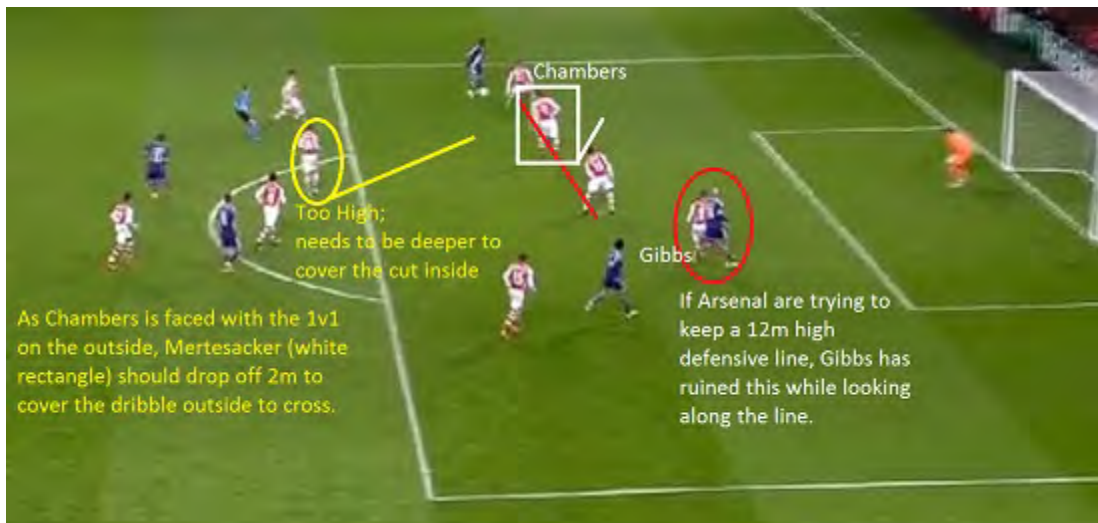 Chambers
Too High;
needs to be deeper to
cover the cut inside
Gibbs
As Chambers is faced with the 1v1
on the outside, Mertesacker (white
rectangle) should drop off 2m to
cover the dribble outside to cross.
If Arsenal are trying to
keep a 12m high
defensive line, Gibbs has
ruined this while looking
along the line.